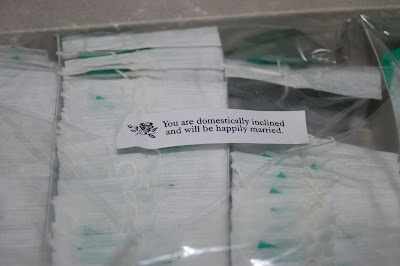 You are domestically inclined
and will be happily married.